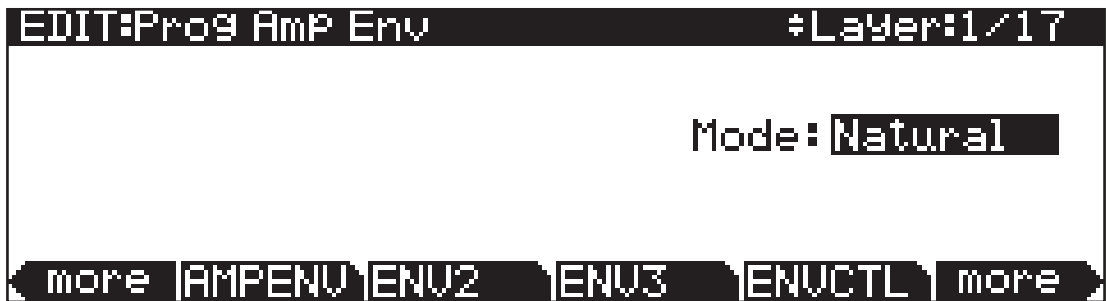 EDIT:Prog Amp Env ÷Layer:1/17
Mode:Natural
more AMPENV ENV2 ENV3 ENVCTL more